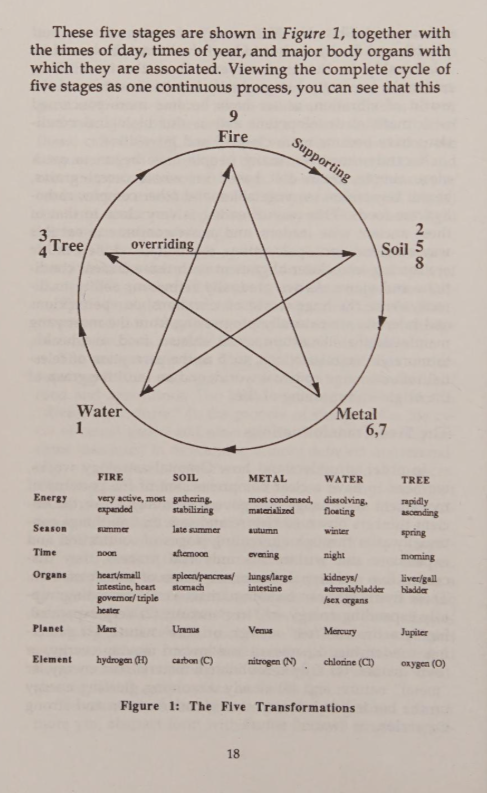 These five stages are shown in Figure 1, together with
the times of day, times of year, and major body organs with
which they are associated. Viewing the complete cycle of
five stages as one continuous process, you can see that this
9
Fire
Supporting
3
4 Tree
overriding
Soil
2
5
8
Water
1
Metal
6,7
FIRE SOIL METAL WATER TREE
Energy very active, most gathering, most condensed, dissolving, rapidly
expanded stabilizing materialized floating ascending
Season summer late summer autumn winter spring
Time noon afternoon evening night morning
Organs heart/small spleen/pancreas/ lungs/large kidneys/ liver/gall
intestine, heart stomach intestine adrenals/bladder bladder
governor/ triple /sex organs
heater
Planet Mars Uranus Venus Mercury Jupiter
Element hydrogen (H) carbon (C) nitrogen (N) chlorine (Cl) oxygen (O)
Figure 1: The Five Transformations
18